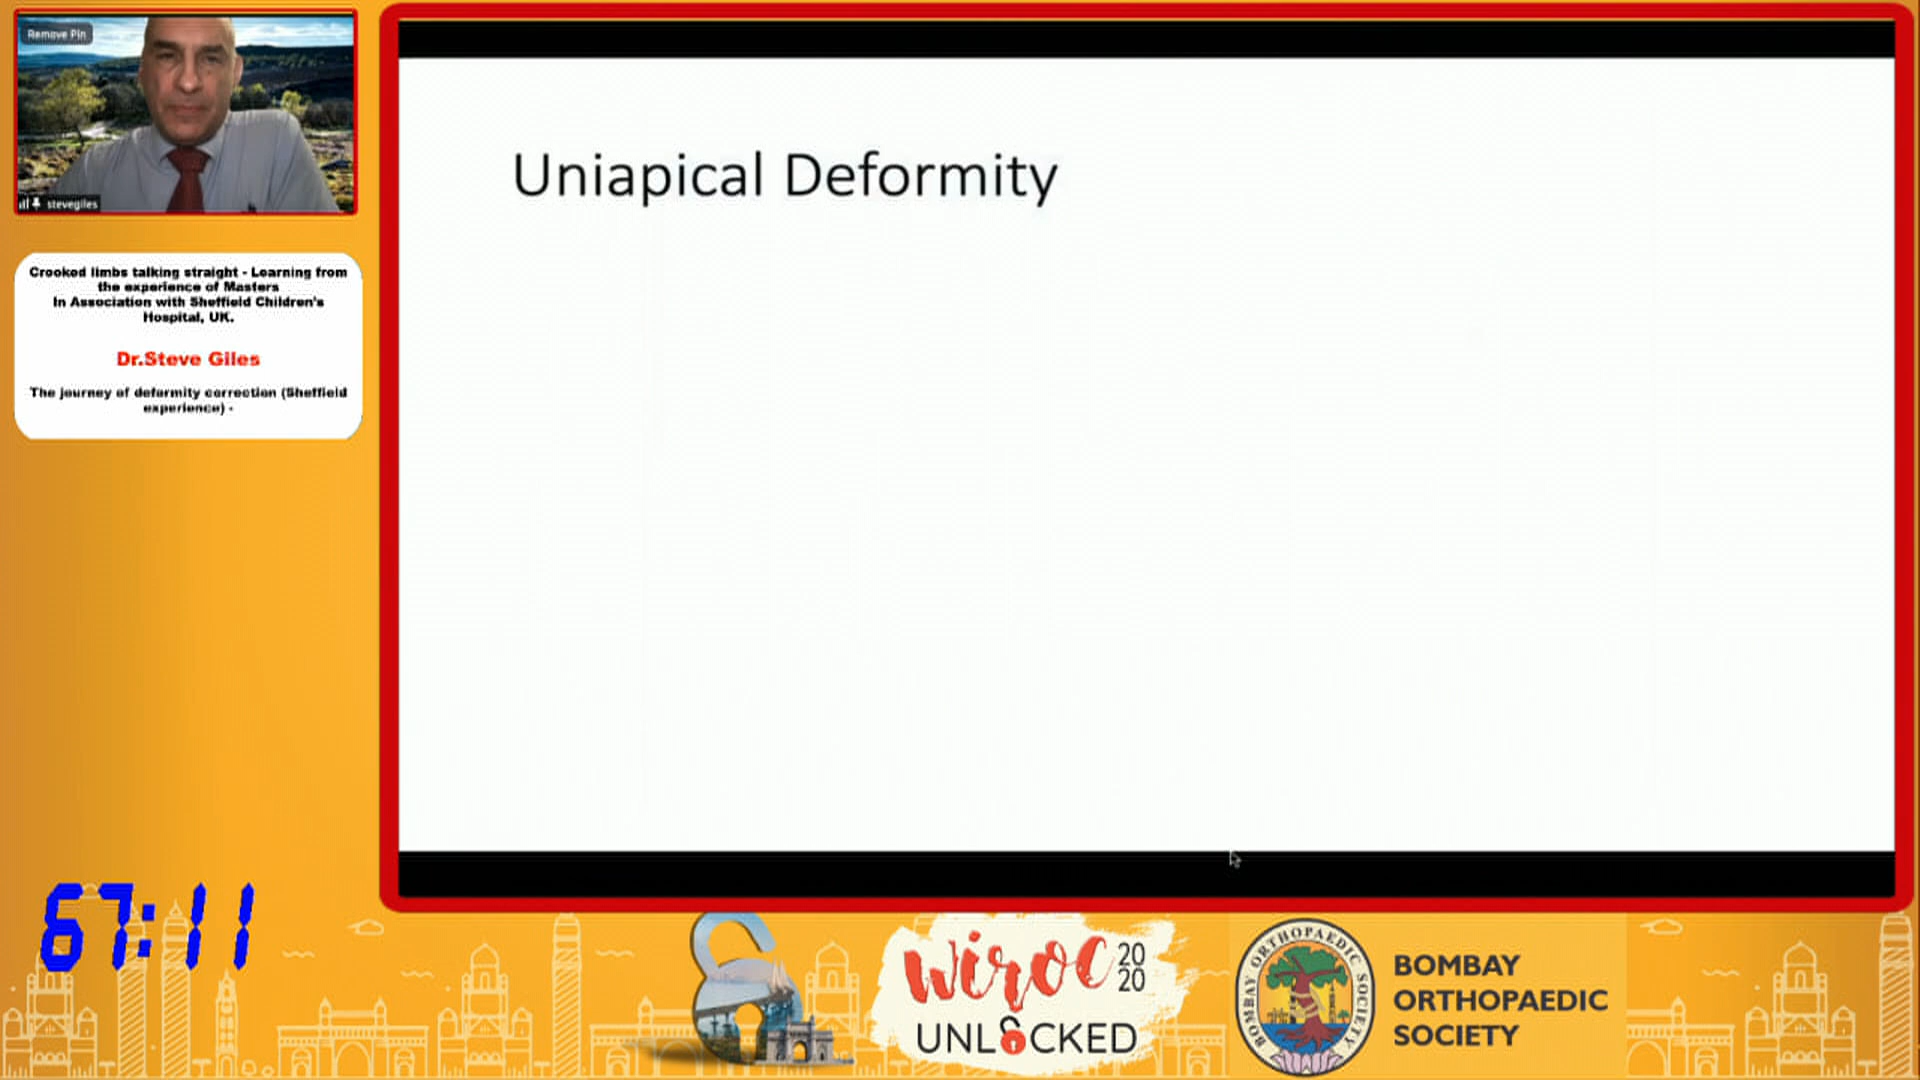 Remove Pin
stevegiles
Crooked limbs talking straight - Learning from
the experience of Masters
In Association with Sheffield Children's
Hospital, UK.
Dr.Steve Giles
The journey of deformity correction (Sheffield
experience) -
Uniapical Deformity
67:11
wiroc 20
20
UNLOCKED
BOMBAY ORTHOPAEDIC SOCIETY
BOMBAY
ORTHOPAEDIC
SOCIETY